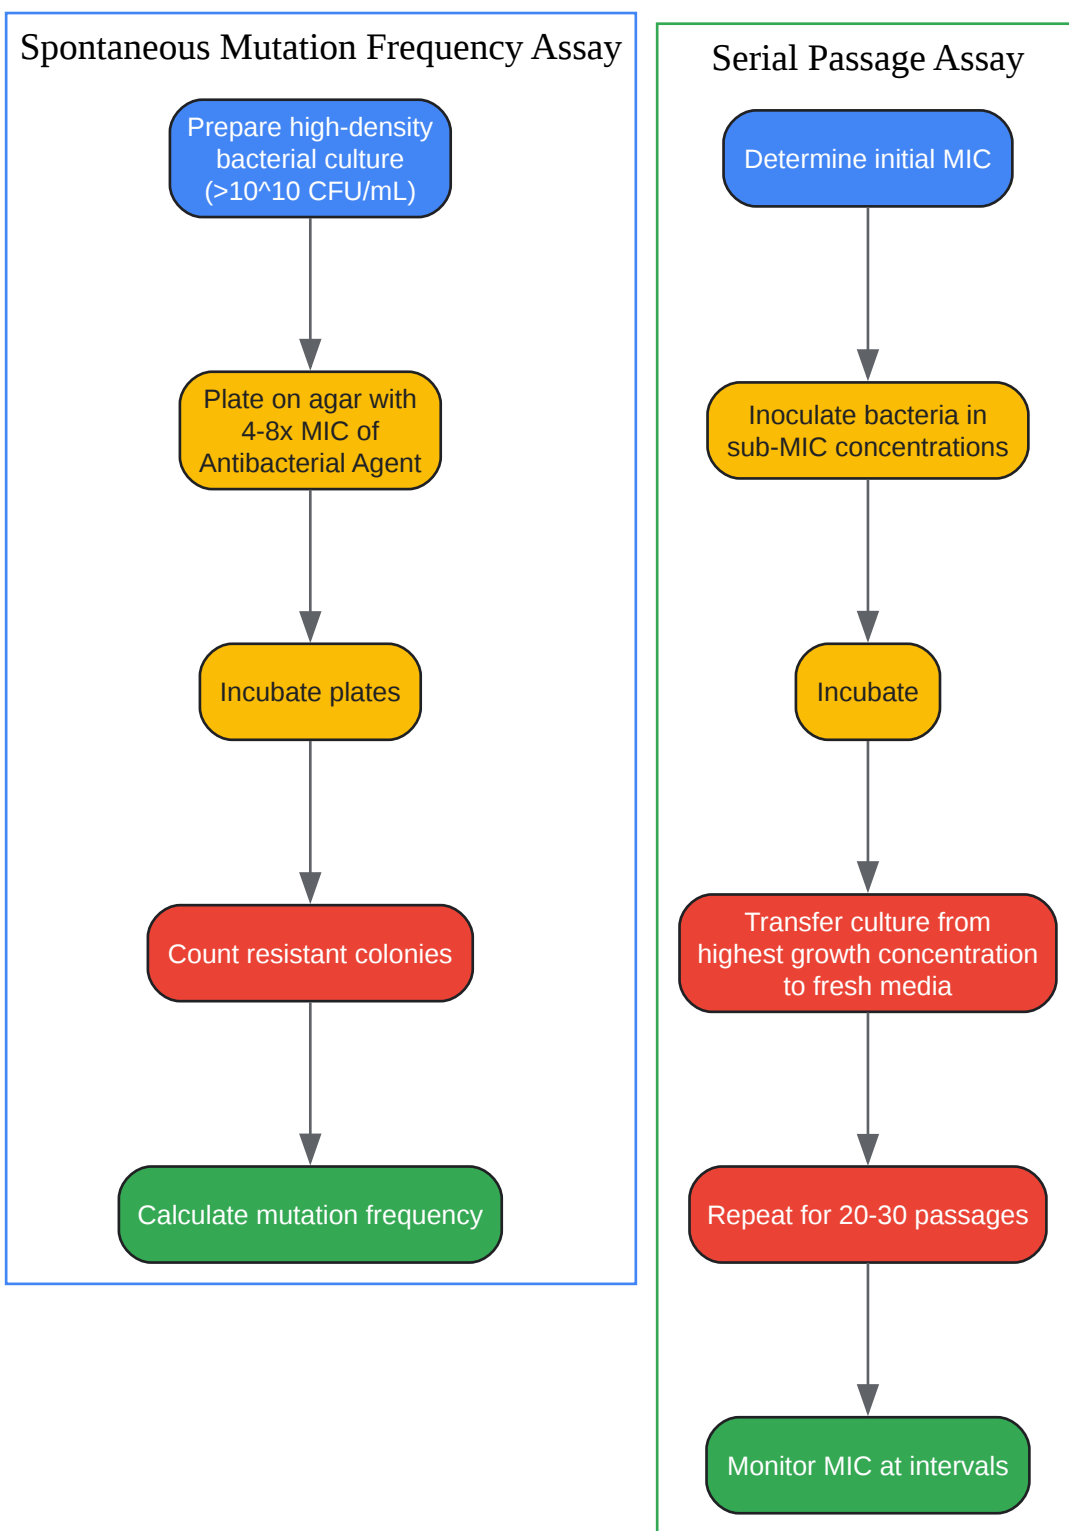 Spontaneous Mutation Frequency Assay
Prepare high-density
bacterial culture
(>10^10 CFU/mL)
Plate on agar with
4-8x MIC of
Antibacterial Agent
Incubate plates
Count resistant colonies
Calculate mutation frequency
Serial Passage Assay
Determine initial MIC
Inoculate bacteria in
sub-MIC concentrations
Incubate
Transfer culture from
highest growth concentration
to fresh media
Repeat for 20-30 passages
Monitor MIC at intervals